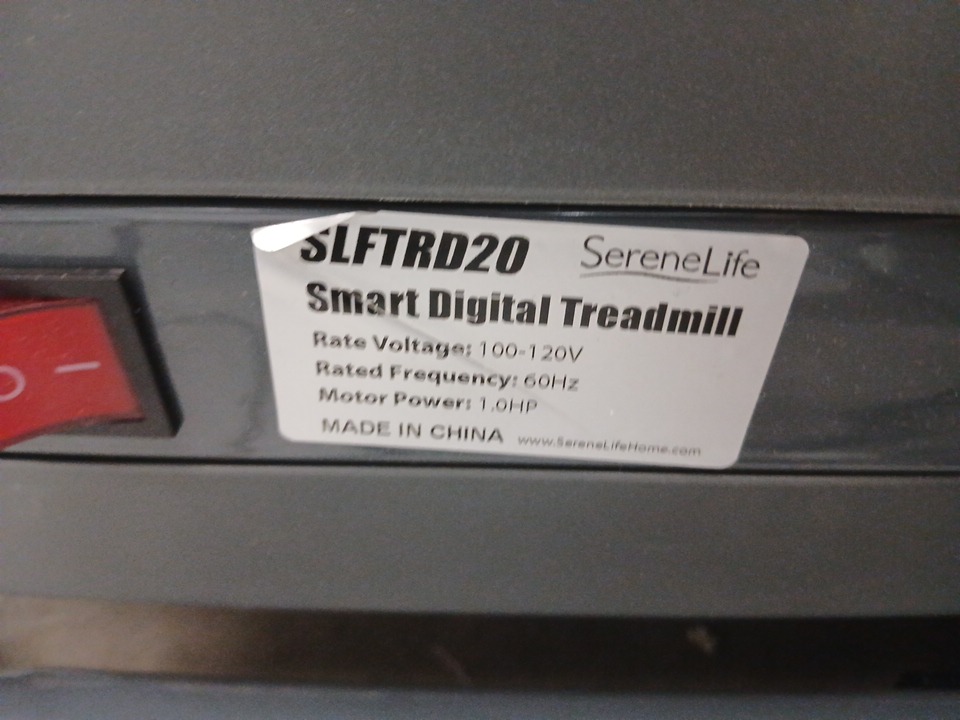 SLFTRD20 SereneLife
Smart Digital Treadmill
Rate Voltage: 100-120V
Rated Frequency: 60Hz
Motor Power: 1.0HP
MADE IN CHINA www.SereneLifeHome.com